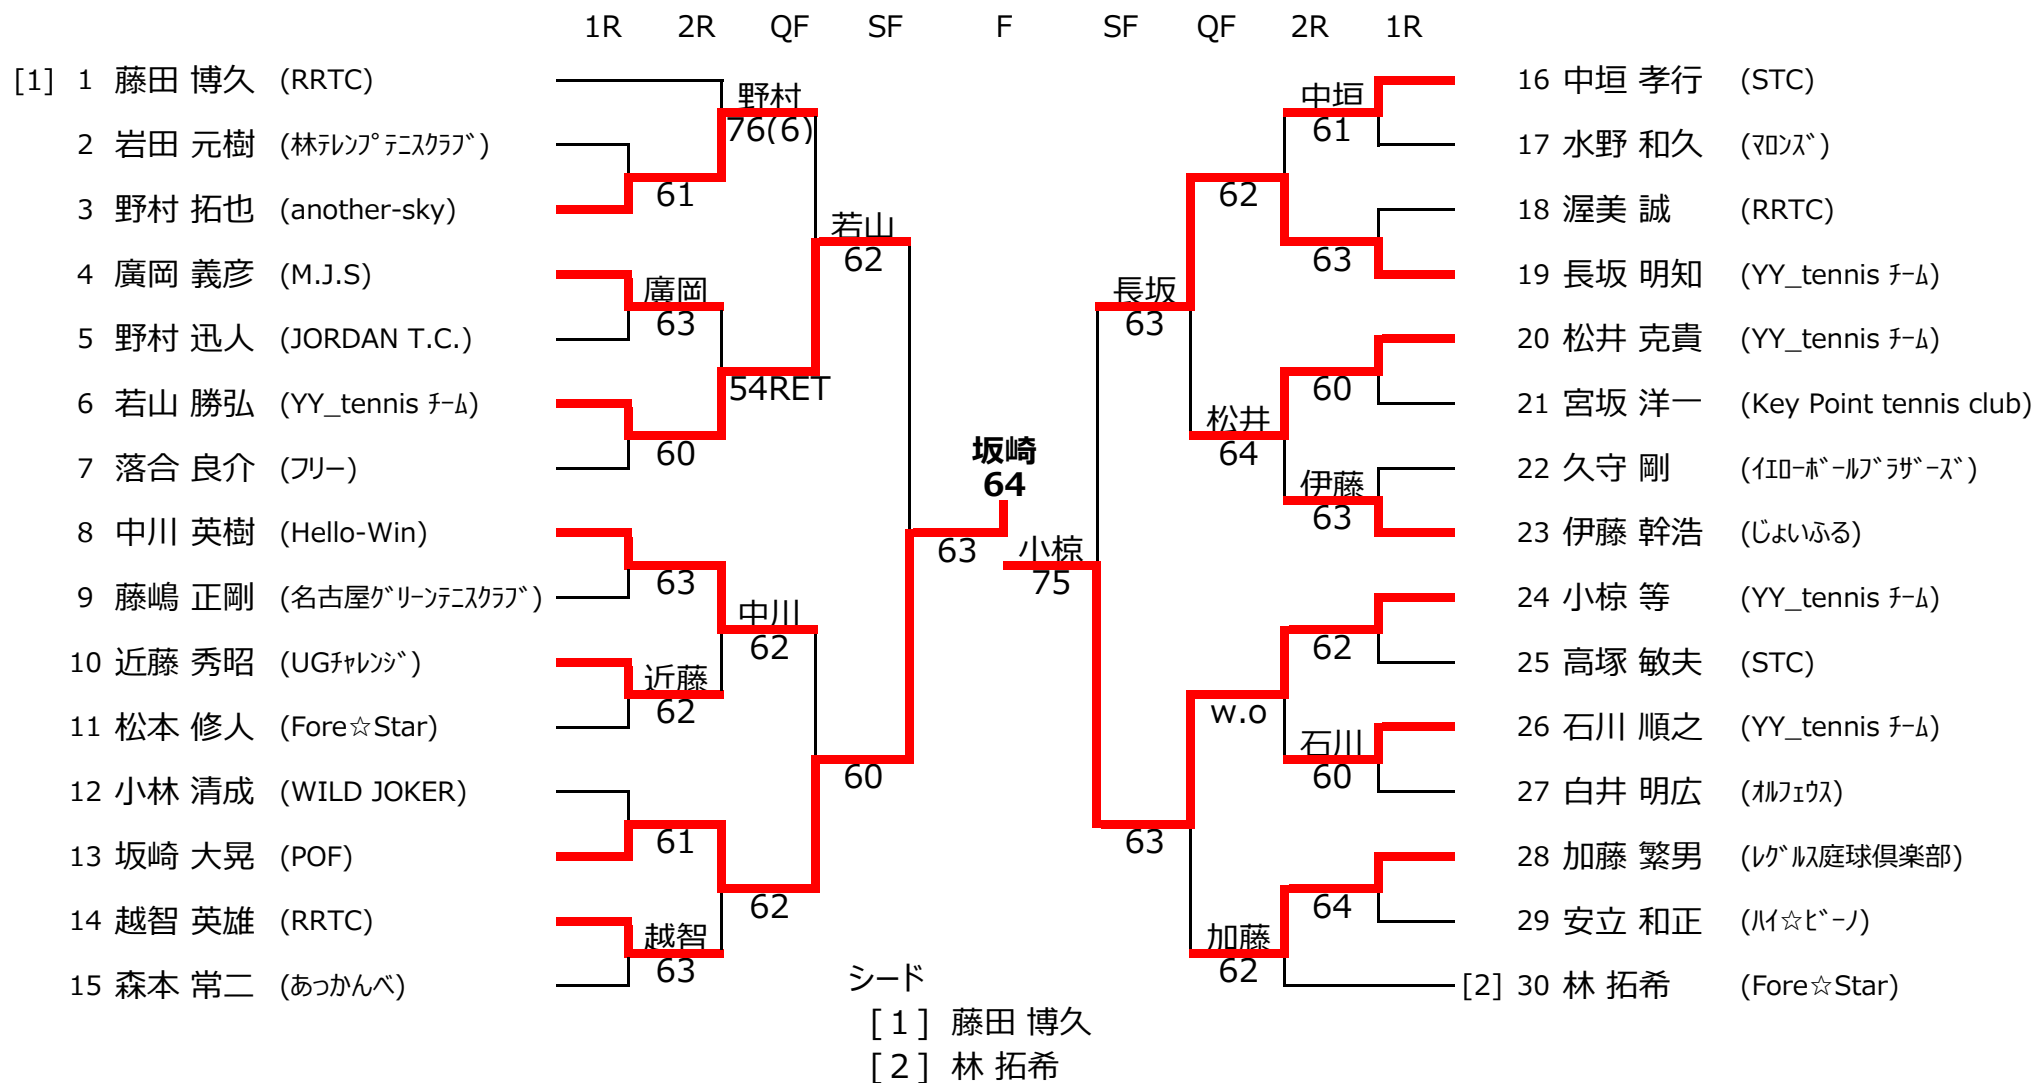 1R 2R QF SF F SF QF 2R 1R
[1] 1 藤田 博久 (RRTC)
2 岩田 元樹 (林ﾃﾚﾝﾌﾟﾃﾆｽｸﾗﾌﾞ)
3 野村 拓也 (another-sky)
4 廣岡 義彦 (M.J.S)
5 野村 迅人 (JORDAN T.C.)
6 若山 勝弘 (YY_tennis ﾁｰﾑ)
7 落合 良介 (フリー)
8 中川 英樹 (Hello-Win)
9 藤嶋 正剛 (名古屋ｸﾞﾘｰﾝﾃﾆｽｸﾗﾌﾞ)
10 近藤 秀昭 (UGﾁｬﾚﾝｼﾞ)
11 松本 修人 (Fore☆Star)
12 小林 清成 (WILD JOKER)
13 坂崎 大晃 (POF)
14 越智 英雄 (RRTC)
15 森本 常二 (あっかんべ)
61
廣岡
63
60
63
近藤
62
61
越智
63
野村
76(6)
54RET
中川
62
62
若山
62
60
63
坂崎
64
小椋
75
長坂
63
63
62
松井
64
w.o
加藤
62
中垣
61
63
60
伊藤
63
62
石川
60
64
16 中垣 孝行 (STC)
17 水野 和久 (ﾏﾛﾝｽﾞ)
18 渥美 誠 (RRTC)
19 長坂 明知 (YY_tennis ﾁｰﾑ)
20 松井 克貴 (YY_tennis ﾁｰﾑ)
21 宮坂 洋一 (Key Point tennis club)
22 久守 剛 (ｲｴﾛｰﾎﾞｰﾙﾌﾞﾗｻﾞｰｽﾞ)
23 伊藤 幹浩 (じょいふる)
24 小椋 等 (YY_tennis ﾁｰﾑ)
25 高塚 敏夫 (STC)
26 石川 順之 (YY_tennis ﾁｰﾑ)
27 白井 明広 (ｵﾙﾌｪｳｽ)
28 加藤 繁男 (ﾚｸﾞﾙｽ庭球倶楽部)
29 安立 和正 (ﾊｲ☆ﾋﾞｰﾉ)
[2] 30 林 拓希 (Fore☆Star)
シード
[1] 藤田 博久
[2] 林 拓希